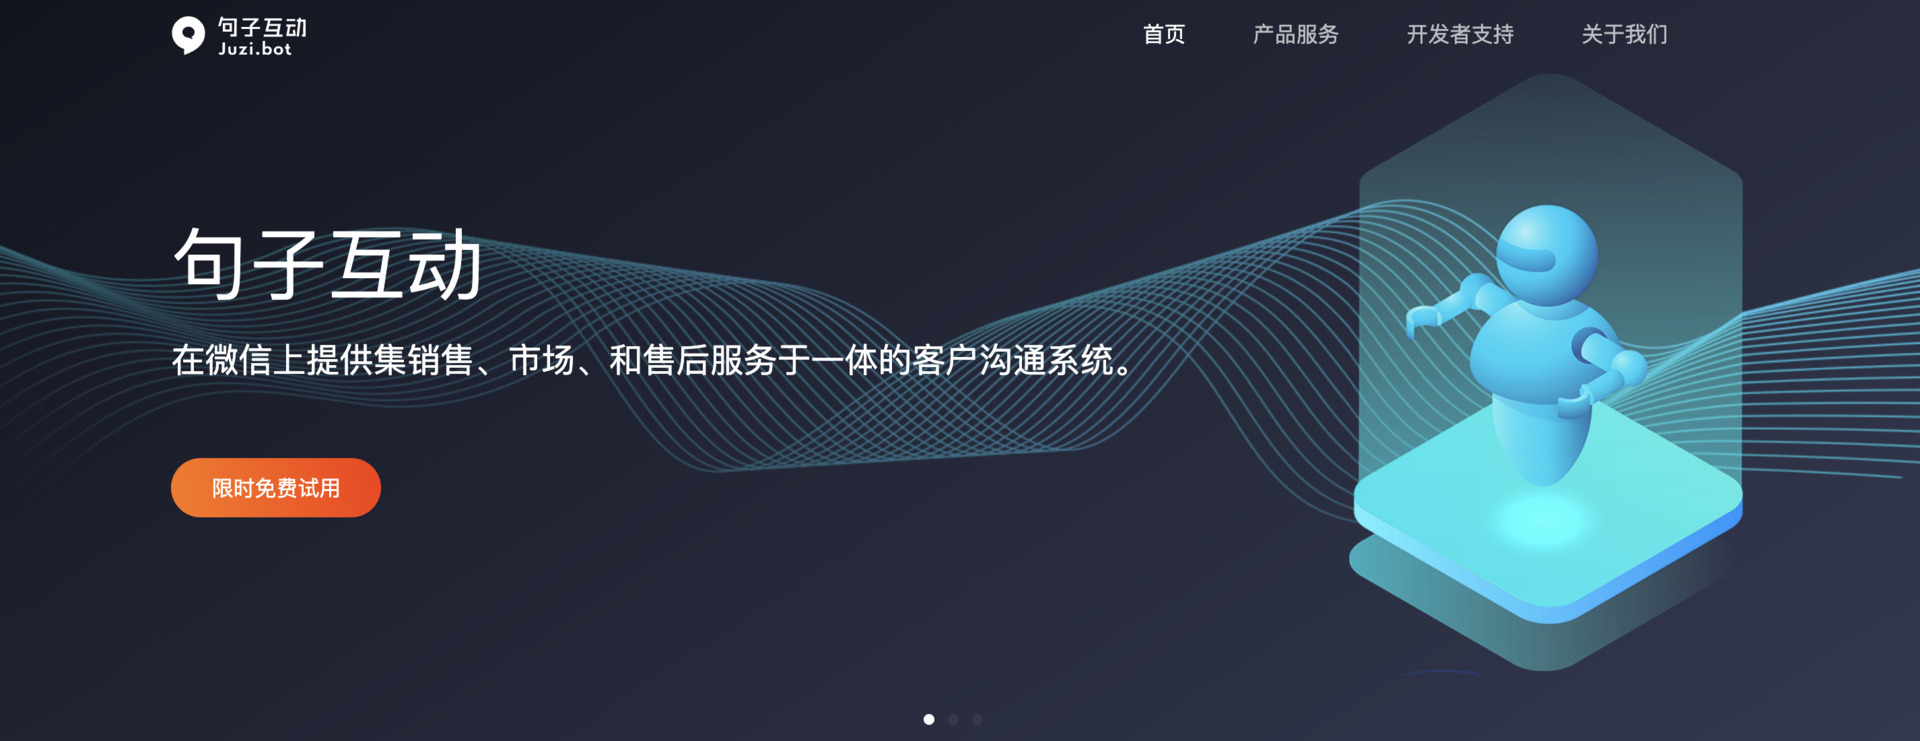 句子互动
Juzi.bot
首页
产品服务
开发者支持
关于我们
句子互动
在微信上提供集销售、市场、和售后服务于一体的客户沟通系统。
限时免费试用